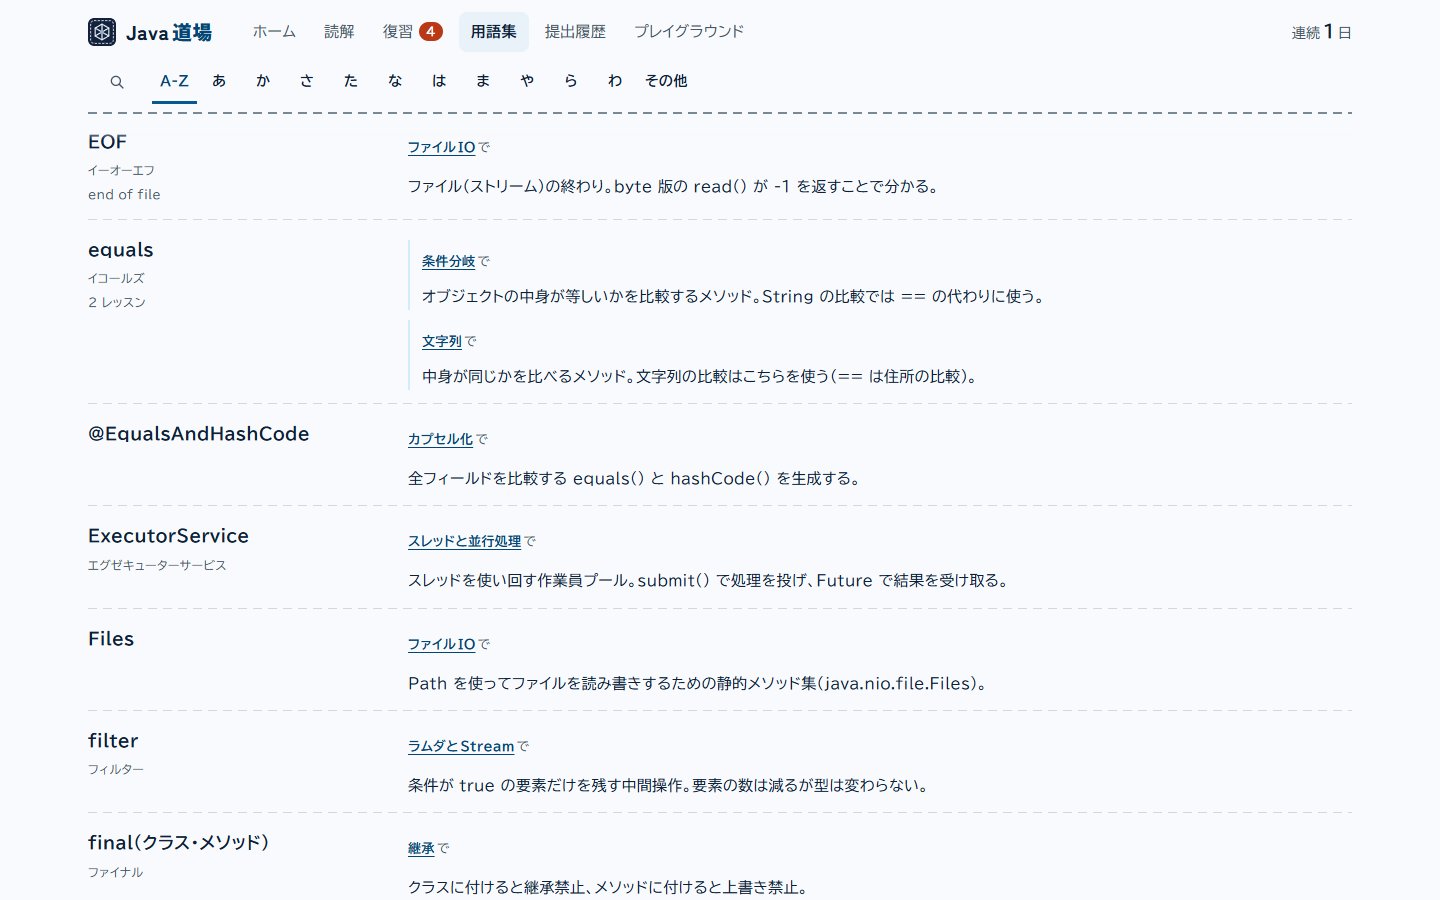 Java 道場 ホーム 読解 復習 4 用語集 提出履歴 プレイグラウンド 連続 1 日
A-Z あ か さ た な は ま や ら わ その他
EOF
イーオーエフ
end of file
ファイルIO で
ファイル(ストリーム)の終わり。byte 版の read() が -1 を返すことで分かる。
equals
イコールズ
2 レッスン
条件分岐 で
オブジェクトの中身が等しいかを比較するメソッド。String の比較では == の代わりに使う。
文字列 で
中身が同じかを比べるメソッド。文字列の比較はこちらを使う(== は住所の比較)。
@EqualsAndHashCode
カプセル化 で
全フィールドを比較する equals() と hashCode() を生成する。
ExecutorService
エグゼキューターサービス
スレッドと並行処理 で
スレッドを使い回す作業員プール。submit() で処理を投げ、Future で結果を受け取る。
Files
ファイルIO で
Path を使ってファイルを読み書きするための静的メソッド集(java.nio.file.Files)。
filter
フィルター
ラムダとStream で
条件が true の要素だけを残す中間操作。要素の数は減るが型は変わらない。
final(クラス・メソッド)
ファイナル
継承 で
クラスに付けると継承禁止、メソッドに付けると上書き禁止。